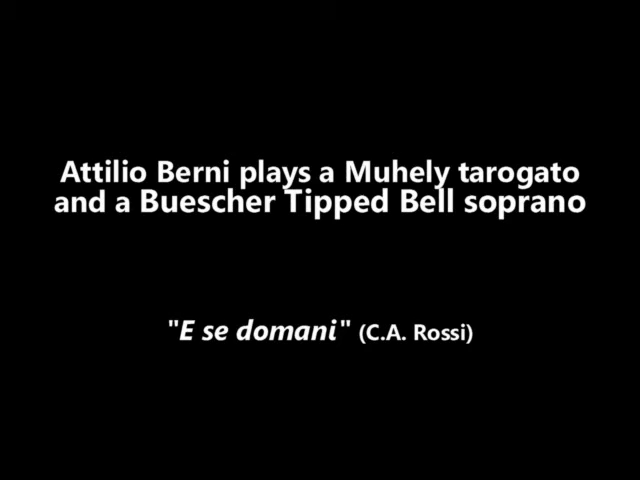 Attilio Berni plays a Muhely tarogato
and a Buescher Tipped Bell soprano
"E se domani" (C.A. Rossi)